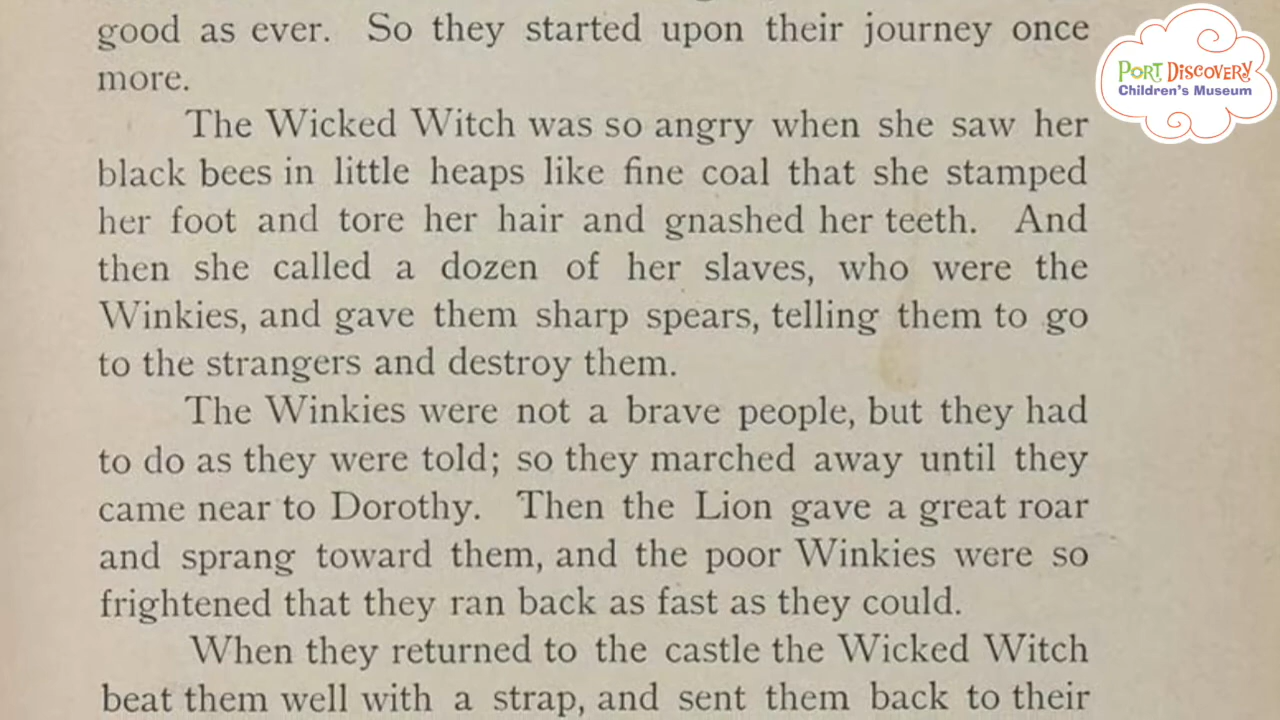 good as ever. So they started upon their journey once
more.
The Wicked Witch was so angry when she saw her
black bees in little heaps like fine coal that she stamped
her foot and tore her hair and gnashed her teeth. And
then she called a dozen of her slaves, who were the
Winkies, and gave them sharp spears, telling them to go
to the strangers and destroy them.
The Winkies were not a brave people, but they had
to do as they were told; so they marched away until they
came near to Dorothy. Then the Lion gave a great roar
and sprang toward them, and the poor Winkies were so
frightened that they ran back as fast as they could.
When they returned to the castle the Wicked Witch
beat them well with a strap, and sent them back to their
PORT DISCOVERY
Children's Museum